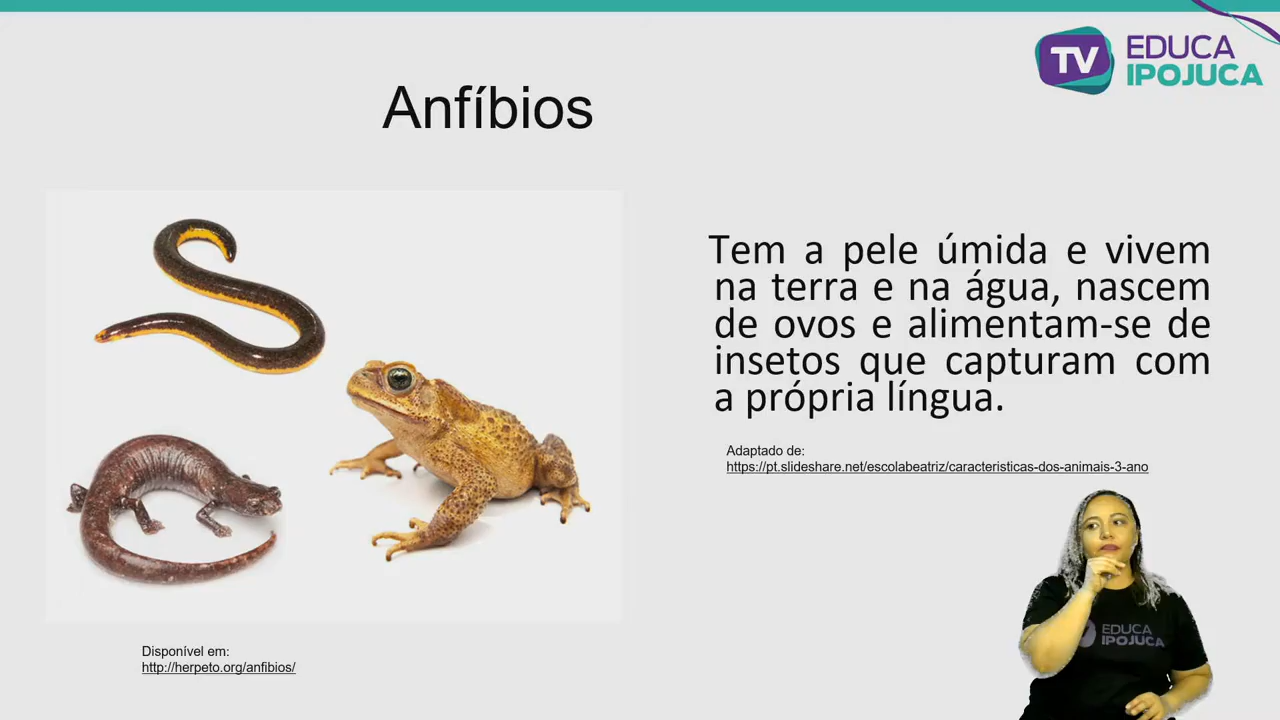 TV EDUCA
IPOJUCA
Anfíbios
Tem a pele úmida e vivem
na terra e na água, nascem
de ovos e alimentam-se de
insetos que capturam com
a própria língua.
Adaptado de:
https://pt.slideshare.net/escolabeatriz/caracteristicas-dos-animais-3-ano
EDUCA
IPOJUCA
Disponível em:
http://herpeto.org/anfibios/